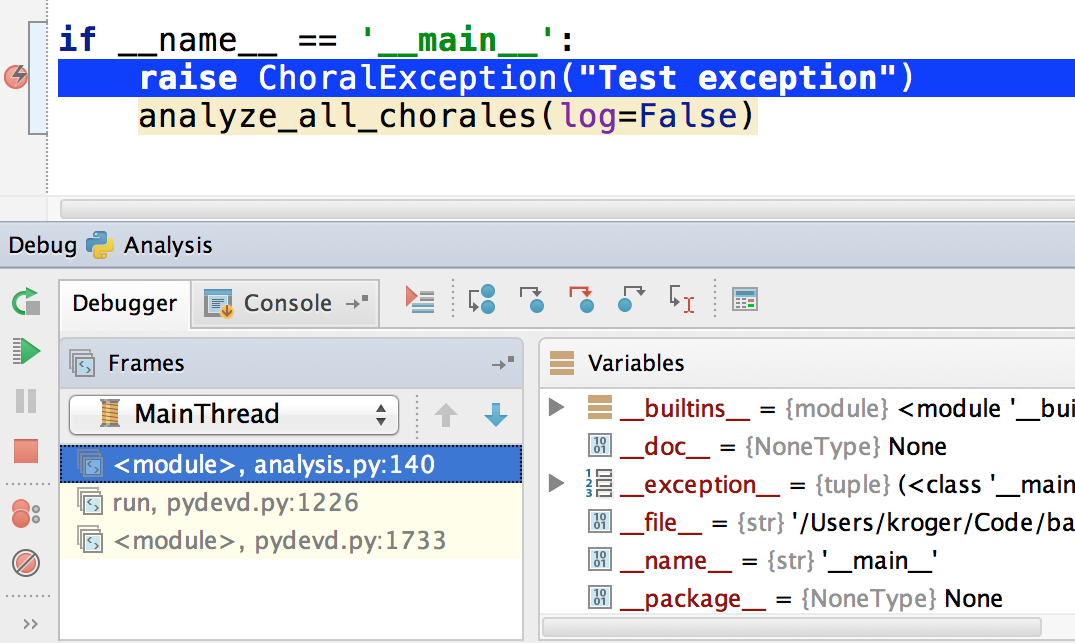 if __name__ == '__main__':
raise ChoralException("Test exception")
analyze_all_chorales(log=False)
Debug Analysis
Debugger Console
Frames
MainThread
<module>, analysis.py:140
run, pydevd.py:1226
<module>, pydevd.py:1733
Variables
__builtins__ = {module} <module '__bui
__doc__ = {NoneType} None
__exception__ = {tuple} (<class '__main
__file__ = {str} '/Users/kroger/Code/ba
__name__ = {str} '__main__'
__package__ = {NoneType} None